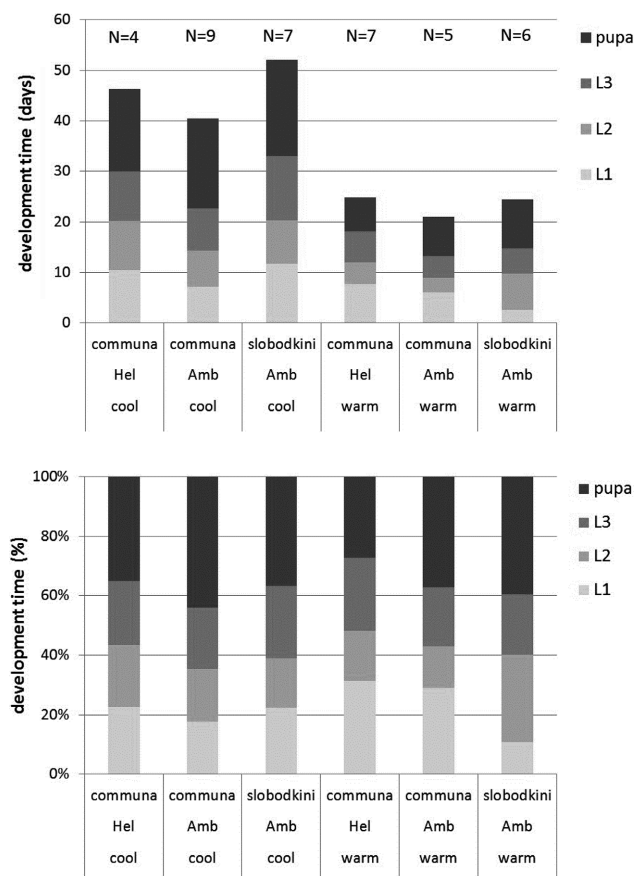 60
50
40
30
20
10
0
development time (days)
N=4 N=9 N=7 N=7 N=5 N=6
pupa
L3
L2
L1
communa communa slobodkini communa communa slobodkini
Hel Amb Amb Hel Amb Amb
cool cool cool warm warm warm
100%
80%
60%
40%
20%
0%
development time (%)
pupa
L3
L2
L1
communa communa slobodkini communa communa slobodkini
Hel Amb Amb Hel Amb Amb
cool cool cool warm warm warm